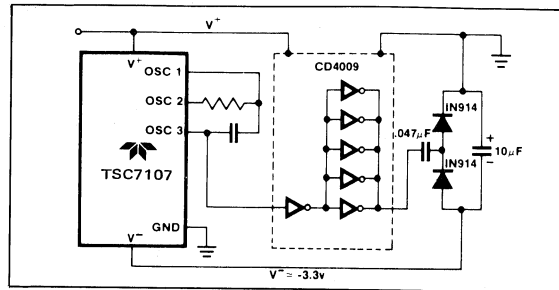 V+
V+
OSC 1
OSC 2
OSC 3
TSC7107
GND
V−
CD4009
.047μF
IN914
IN914
+
10μF
−
V− ≃ -3.3v